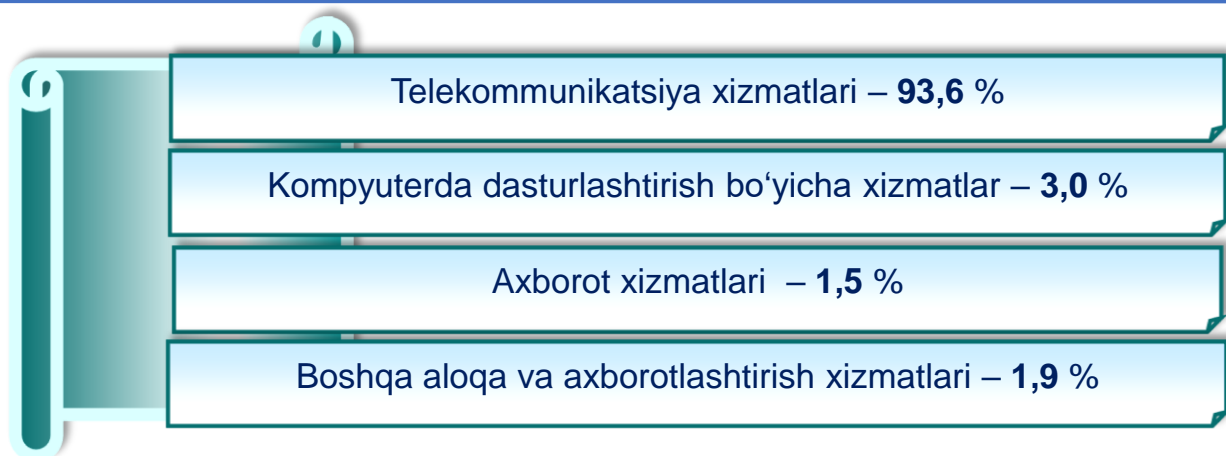 Telekommunikatsiya xizmatlari – 93,6 %
Kompyuterda dasturlashtirish bo‘yicha xizmatlar – 3,0 %
Axborot xizmatlari – 1,5 %
Boshqa aloqa va axborotlashtirish xizmatlari – 1,9 %